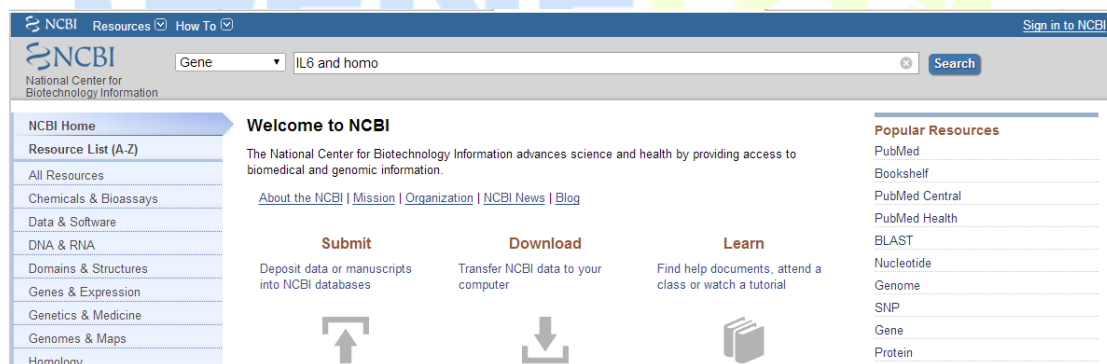 NCBI Resources How To Sign in to NCBI
NCBI
National Center for
Biotechnology Information
Gene IL6 and homo Search
NCBI Home
Resource List (A-Z)
All Resources
Chemicals & Bioassays
Data & Software
DNA & RNA
Domains & Structures
Genes & Expression
Genetics & Medicine
Genomes & Maps
Homology
Welcome to NCBI
The National Center for Biotechnology Information advances science and health by providing access to
biomedical and genomic information.
About the NCBI | Mission | Organization | NCBI News | Blog
Submit
Deposit data or manuscripts
into NCBI databases
Download
Transfer NCBI data to your
computer
Learn
Find help documents, attend a
class or watch a tutorial
Popular Resources
PubMed
Bookshelf
PubMed Central
PubMed Health
BLAST
Nucleotide
Genome
SNP
Gene
Protein